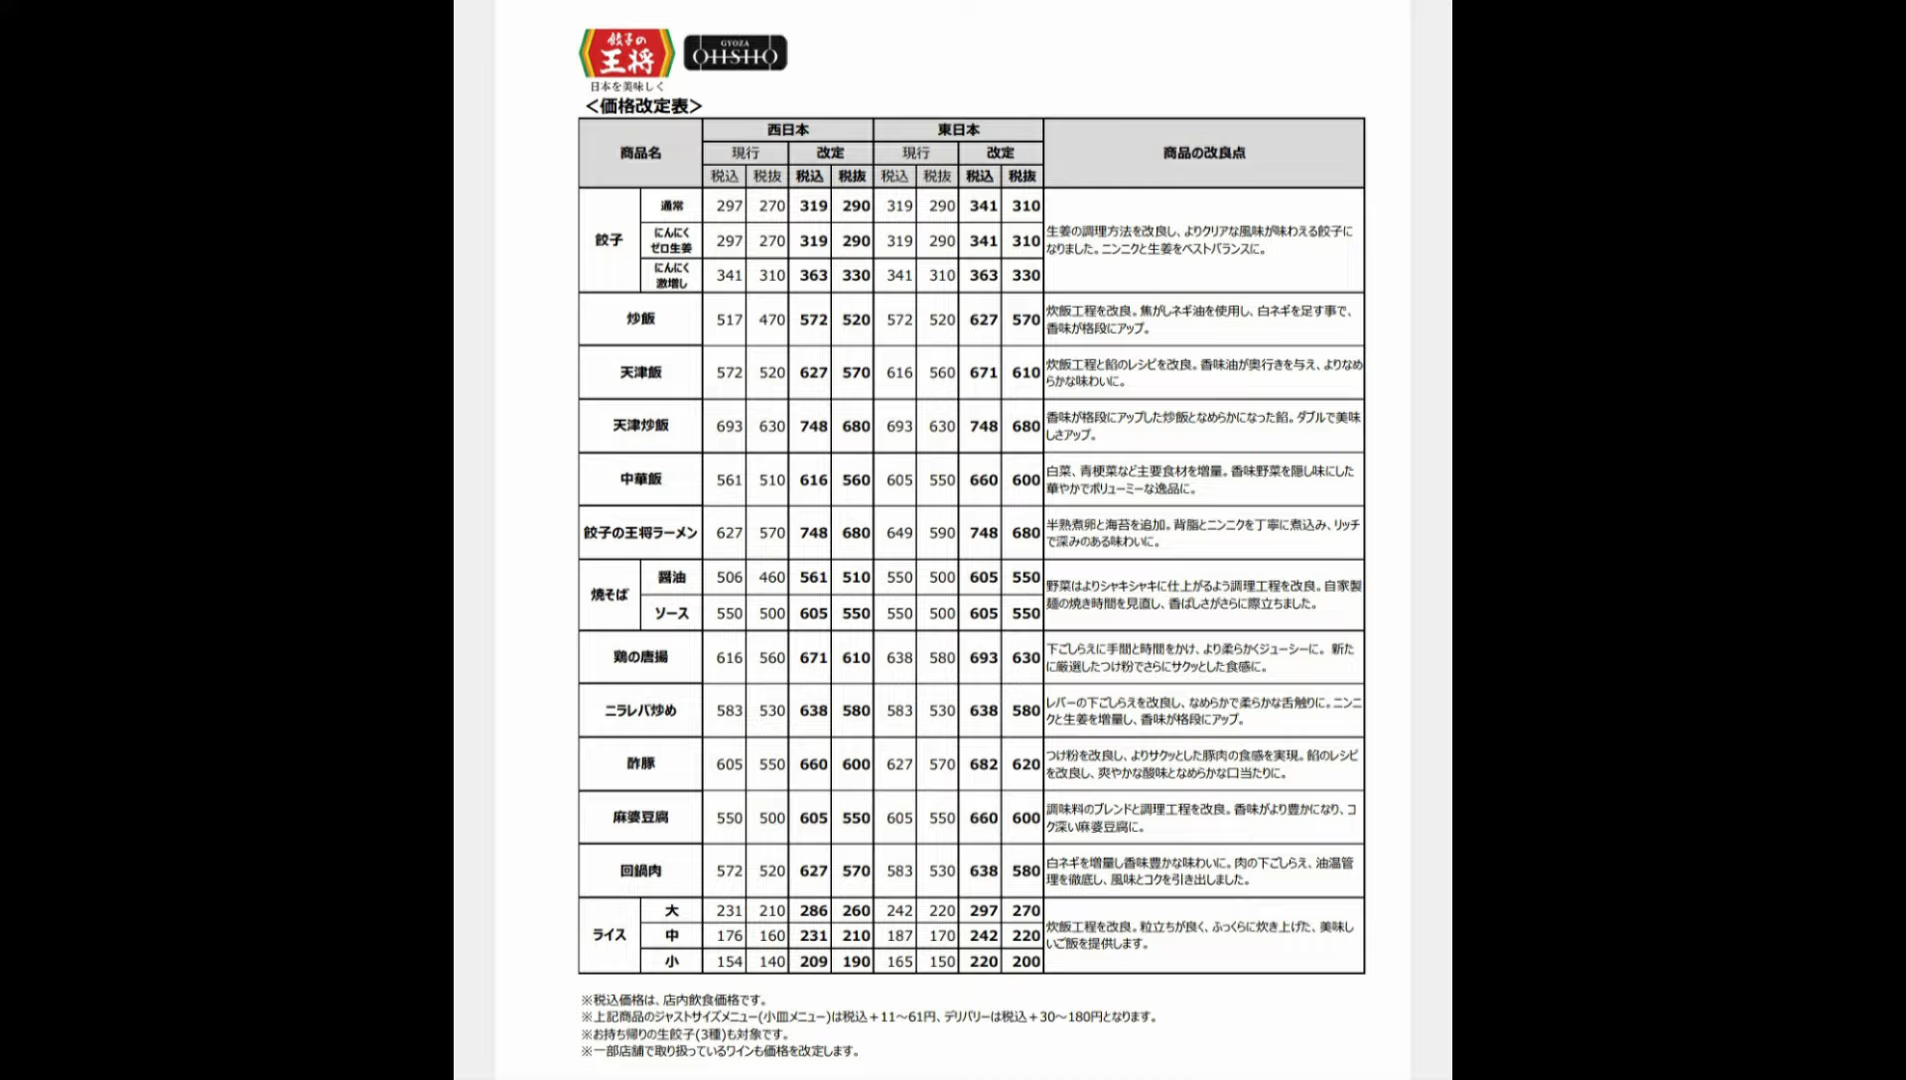 餃子の
王将
日本を美味しく
GYOZA
OHSHO
＜価格改定表＞
商品名 西日本 東日本 商品の改良点
現行 改定 現行 改定
税込 税抜 税込 税抜 税込 税抜 税込 税抜
餃子 通常 297 270 319 290 319 290 341 310
にんにくゼロ生姜 297 270 319 290 319 290 341 310
にんにく激増し 341 310 363 330 341 310 363 330
生姜の調理方法を改良し、よりクリアな風味が味わえる餃子に
なりました。ニンニクと生姜をベストバランスに。
炒飯 517 470 572 520 572 520 627 570
炊飯工程を改良。焦がしネギ油を使用し、白ネギを足す事で、
香味が格段にアップ。
天津飯 572 520 627 570 616 560 671 610
炊飯工程と餡のレシピを改良。香味油が奥行きを与え、よりなめ
らかな味わいに。
天津炒飯 693 630 748 680 693 630 748 680
香味が格段にアップした炒飯となめらかになった餡。ダブルで美味
しさアップ。
中華飯 561 510 616 560 605 550 660 600
白菜、青梗菜など主要食材を増量。香味野菜を隠し味にした
華やかでボリューミーな逸品に。
餃子の王将ラーメン 627 570 748 680 649 590 748 680
半熟煮卵と海苔を追加。背脂とニンニクを丁寧に煮込み、リッチ
で深みのある味わいに。
焼そば 醤油 506 460 561 510 550 500 605 550
ソース 550 500 605 550 550 500 605 550
野菜はよりシャキシャキに仕上がるよう調理工程を改良。自家製
麺の焼き時間を見直し、香ばしさがさらに際立ちました。
鶏の唐揚 616 560 671 610 638 580 693 630
下ごしらえに手間と時間をかけ、より柔らかくジューシーに。新た
に厳選したつけ粉でさらにサクッとした食感に。
ニラレバ炒め 583 530 638 580 583 530 638 580
レバーの下ごしらえを改良し、なめらかで柔らかな舌触りに。ニンニ
クと生姜を増量し、香味が格段にアップ。
酢豚 605 550 660 600 627 570 682 620
つけ粉を改良し、よりサクッとした豚肉の食感を実現。餡のレシピ
を改良し、爽やかな酸味となめらかな口当たりに。
麻婆豆腐 550 500 605 550 605 550 660 600
調味料のブレンドと調理工程を改良。香味がより豊かになり、コ
ク深い麻婆豆腐に。
回鍋肉 572 520 627 570 583 530 638 580
白ネギを増量し香味豊かな味わいに。肉の下ごしらえ、油温管
理を徹底し、風味とコクを引き出しました。
ライス 大 231 210 286 260 242 220 297 270
中 176 160 231 210 187 170 242 220
小 154 140 209 190 165 150 220 200
炊飯工程を改良。粒立ちが良く、ふっくらに炊き上げた、美味し
いご飯を提供します。
※税込価格は、店内飲食価格です。
※上記商品のジャストサイズメニュー(小皿メニュー)は税込＋11～61円、デリバリーは税込＋30～180円となります。
※お持ち帰りの生餃子(3種)も対象です。
※一部店舗で取り扱っているワインも価格を改定します。